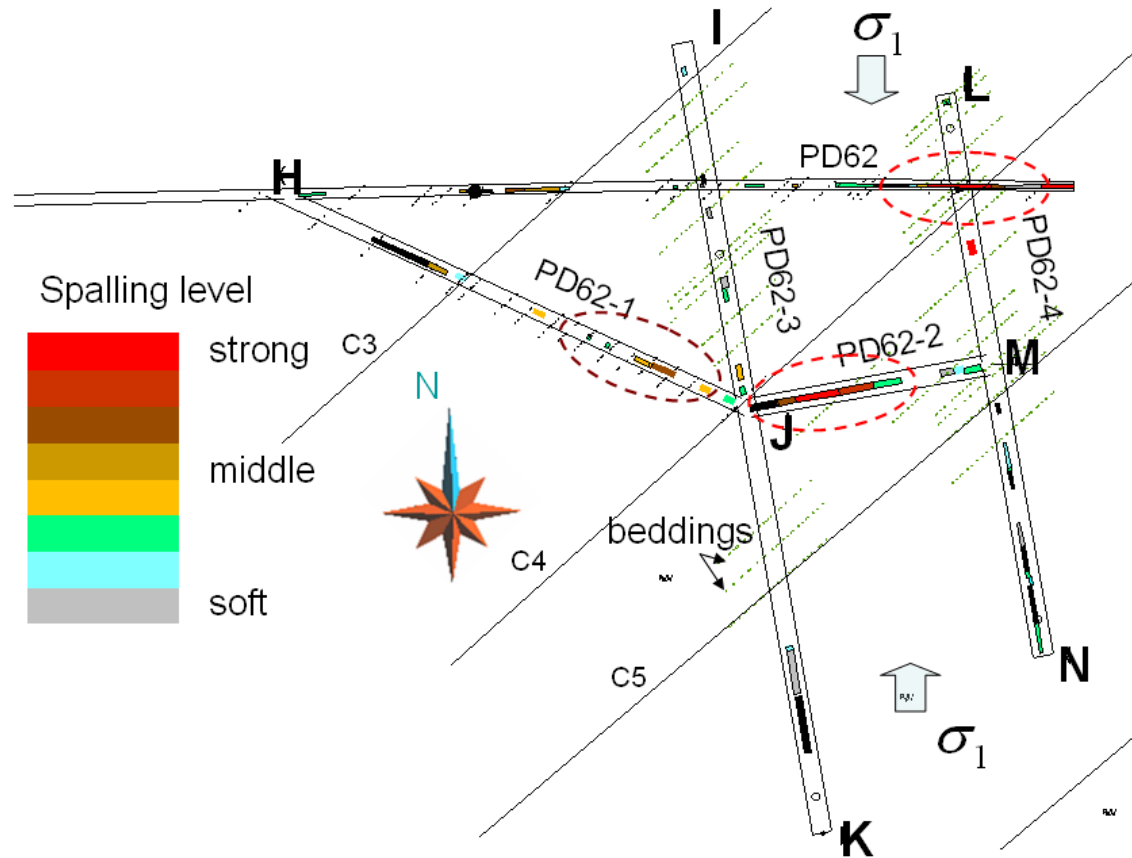 I
σ1
L
H
PD62
PD62-1
PD62-3
PD62-4
PD62-2
M
J
Spalling level
strong
middle
soft
C3
N
beddings
C4
C5
N
σ1
K